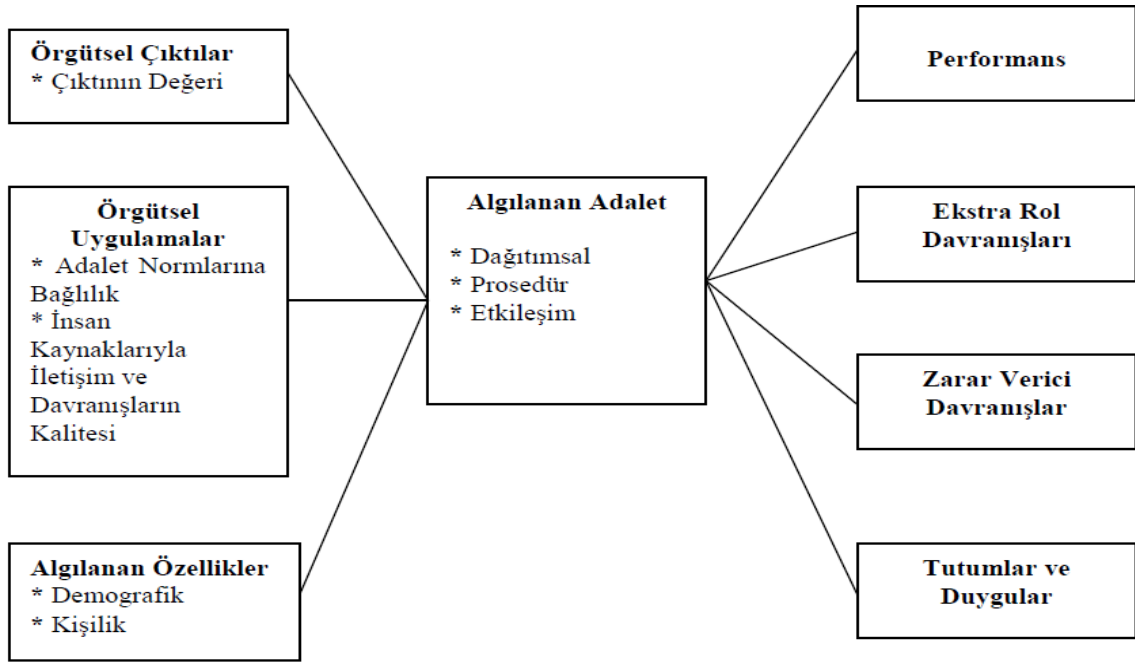 Örgütsel Çıktılar
* Çıktının Değeri
Örgütsel
Uygulamalar
* Adalet Normlarına
Bağlılık
* İnsan
Kaynaklarıyla
İletişim ve
Davranışların
Kalitesi
Algılanan Özellikler
* Demografik
* Kişilik
Algılanan Adalet
* Dağıtımsal
* Prosedür
* Etkileşim
Performans
Ekstra Rol
Davranışları
Zarar Verici
Davranışlar
Tutumlar ve
Duygular